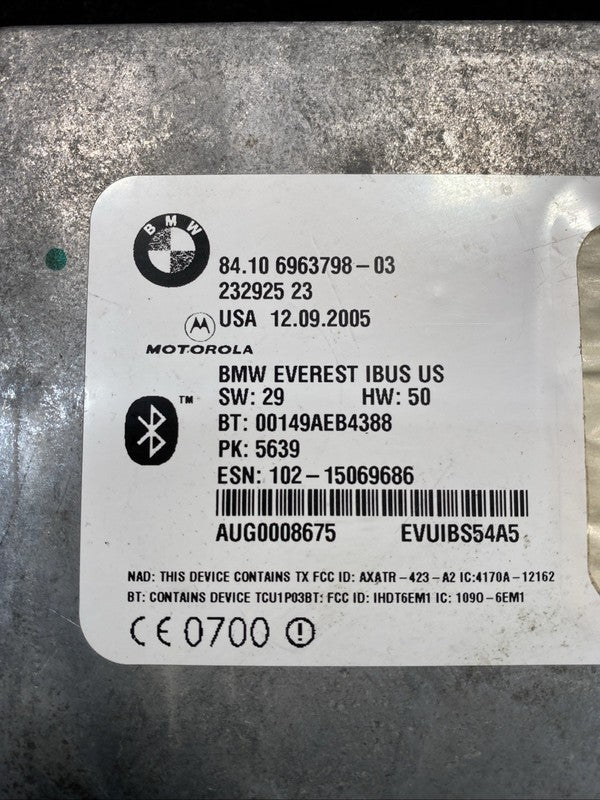 BMW
84.10 6963798-03
232925 23
USA 12.09.2005
MOTOROLA
BMW EVEREST IBUS US
SW: 29 HW: 50
™
BT: 00149AEB4388
PK: 5639
ESN: 102-15069686
AUG0008675 EVUIBS54A5
NAD: THIS DEVICE CONTAINS TX FCC ID: AXATR-423-A2 IC:4170A-12162
BT: CONTAINS DEVICE TCU1P03BT: FCC ID: IHDT6EM1 IC: 1090-6EM1
CE 0700